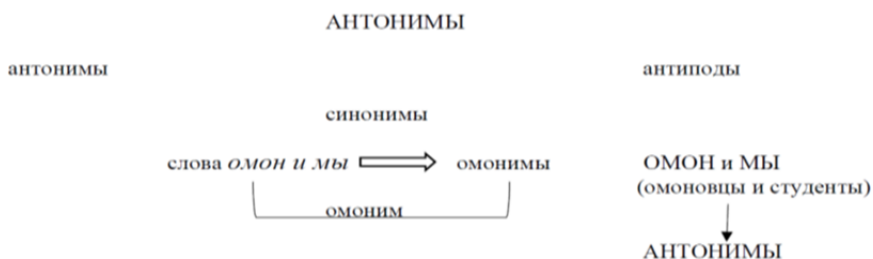 АНТОНИМЫ
антонимы антиподы
синонимы
слова омон и мы омонимы ОМОН и МЫ
(омоновцы и студенты)
омоним
АНТОНИМЫ